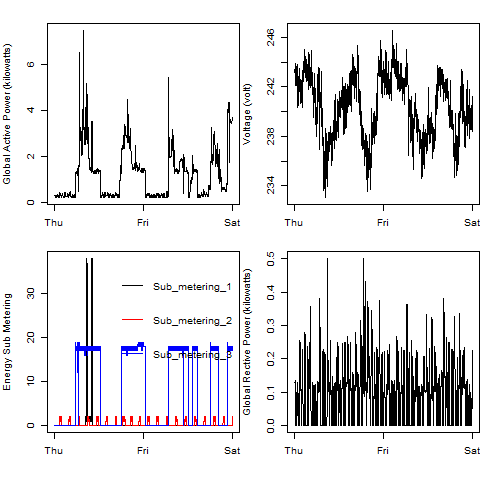 Global Active Power (kilowatts)
0 2 4 6
Thu Fri Sat
Voltage (volt)
234 238 242 246
Thu Fri Sat
Energy Sub Metering
0 10 20 30
Thu Fri Sat
Sub_metering_1
Sub_metering_2
Sub_metering_3
Global Rective Power (kilowatts)
0.0 0.1 0.2 0.3 0.4 0.5
Thu Fri Sat